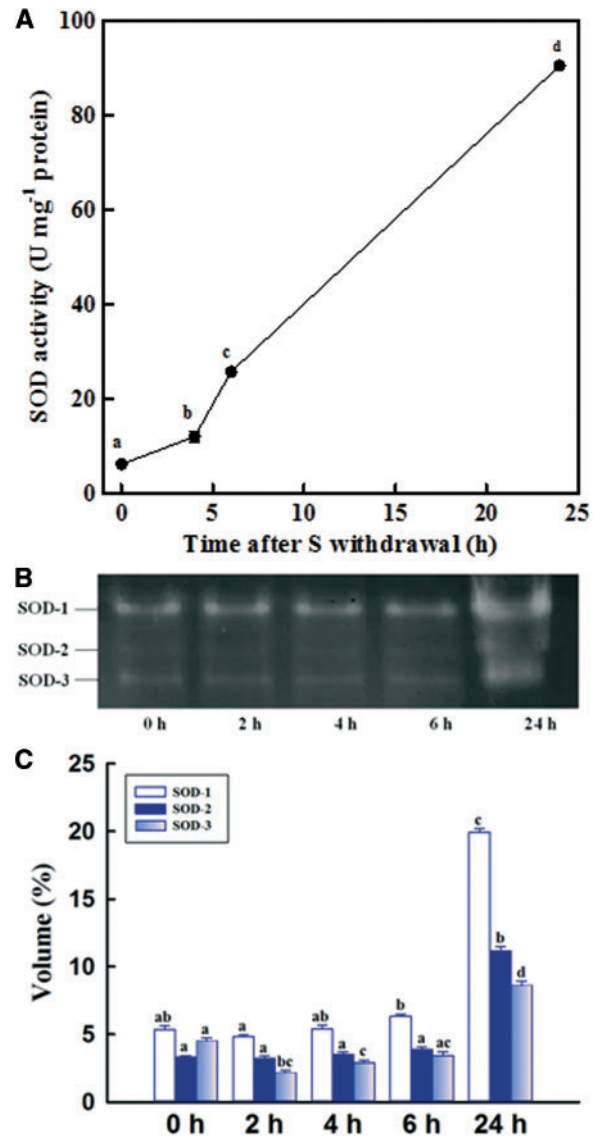 A
100
80
60
40
20
0
SOD activity (U mg-1 protein)
a
b
c
d
0 5 10 15 20 25
Time after S withdrawal (h)
B
SOD-1
SOD-2
SOD-3
0 h 2 h 4 h 6 h 24 h
C
25
20
15
10
5
0
Volume (%)
SOD-1
SOD-2
SOD-3
ab a a
a a bc
ab a c
b a ac
c b d
0 h 2 h 4 h 6 h 24 h